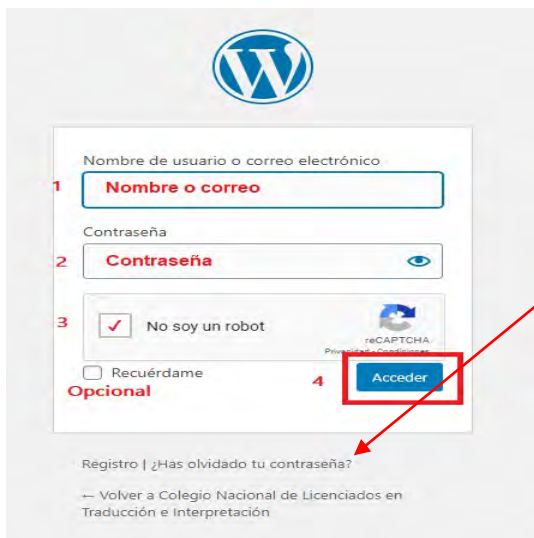 Nombre de usuario o correo electrónico
1 Nombre o correo
Contraseña
2 Contraseña
3 No soy un robot
reCAPTCHA
Privacidad - Condiciones
Recuérdame
Opcional
4 Acceder
Registro | ¿Has olvidado tu contraseña?
← Volver a Colegio Nacional de Licenciados en
Traducción e Interpretación